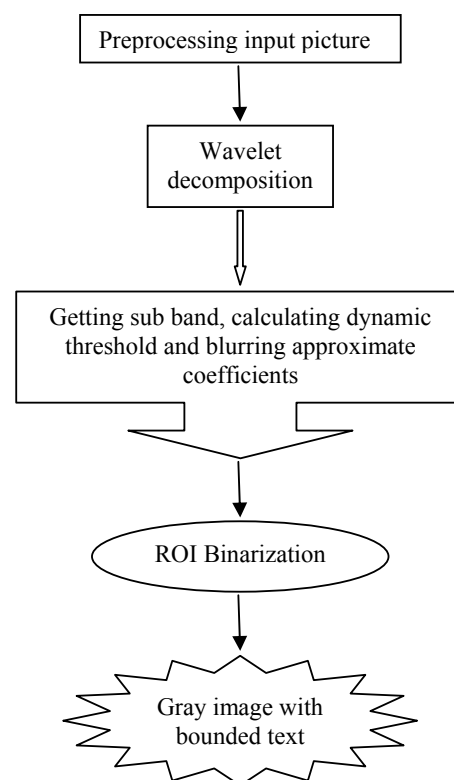 Preprocessing input picture
Wavelet
decomposition
Getting sub band, calculating dynamic
threshold and blurring approximate
coefficients
ROI Binarization
Gray image with
bounded text